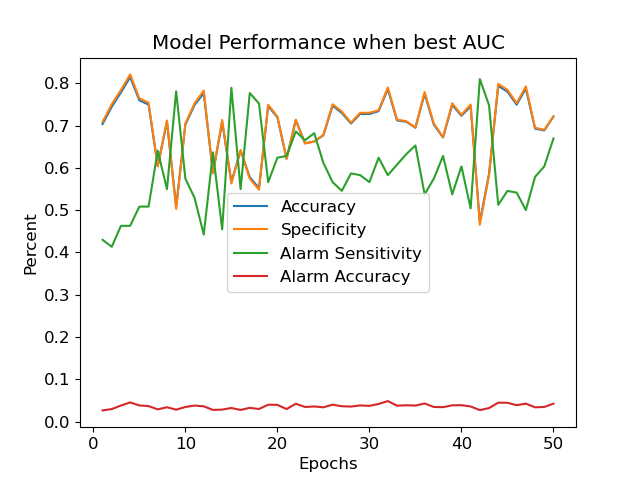 Model Performance when best AUC
Percent
0.8
0.7
0.6
0.5
0.4
0.3
0.2
0.1
0.0
Accuracy
Specificity
Alarm Sensitivity
Alarm Accuracy
0 10 20 30 40 50
Epochs